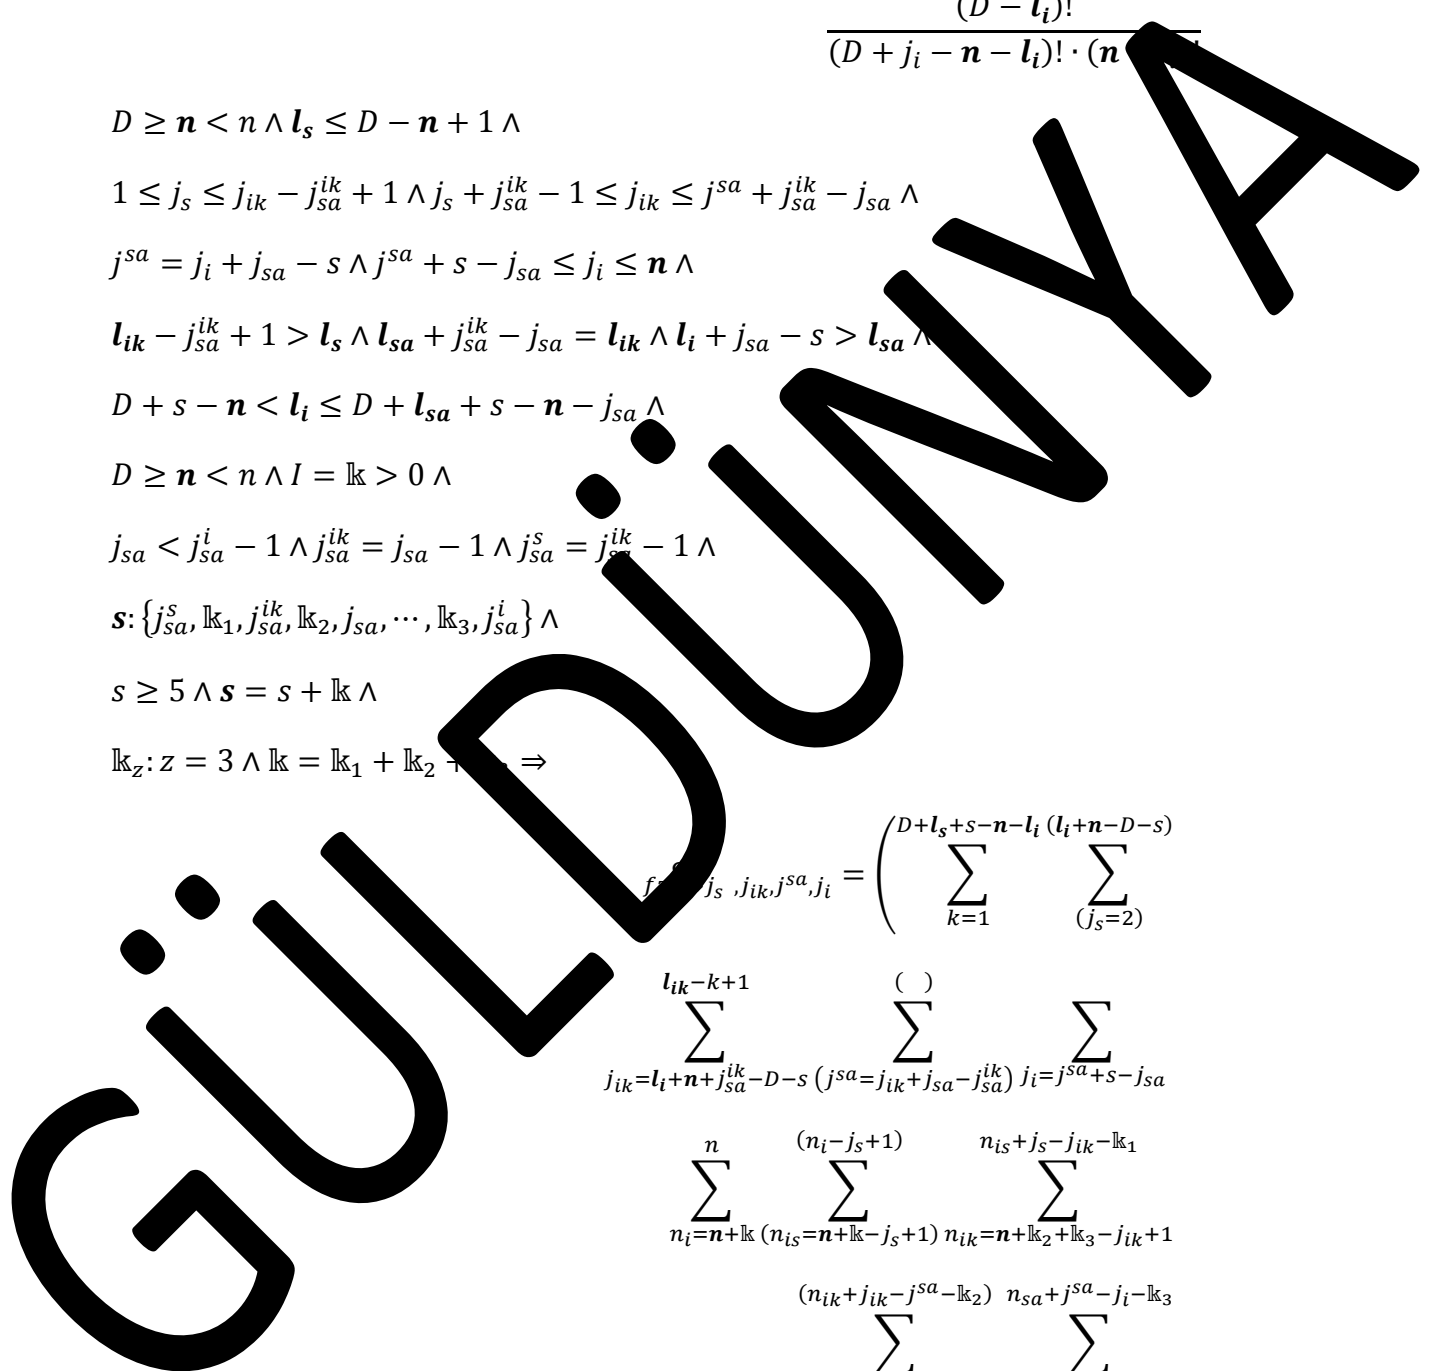 (D − l_i)!
(D + j_i − n − l_i)! · (n
D ≥ n < n ∧ l_s ≤ D − n + 1 ∧
1 ≤ j_s ≤ j_ik − j_sa^ik + 1 ∧ j_s + j_sa^ik − 1 ≤ j_ik ≤ j^sa + j_sa^ik − j_sa ∧
j^sa = j_i + j_sa − s ∧ j^sa + s − j_sa ≤ j_i ≤ n ∧
l_ik − j_sa^ik + 1 > l_s ∧ l_sa + j_sa^ik − j_sa = l_ik ∧ l_i + j_sa − s > l_sa ∧
D + s − n < l_i ≤ D + l_sa + s − n − j_sa ∧
D ≥ n < n ∧ I = 𝕜 > 0 ∧
j_sa < j_sa^i − 1 ∧ j_sa^ik = j_sa − 1 ∧ j_sa^s = j_sa^ik − 1 ∧
s: {j_sa^s, 𝕜_1, j_sa^ik, 𝕜_2, j_sa, ⋯, 𝕜_3, j_sa^i} ∧
s ≥ 5 ∧ s = s + 𝕜 ∧
𝕜_z: z = 3 ∧ 𝕜 = 𝕜_1 + 𝕜_2 + ⇒
j_s ,j_ik,j^sa,j_i = ( ∑_{k=1}^{D+l_s+s−n−l_i} ∑_{(j_s=2)}^{(l_i+n−D−s)}
∑_{j_ik=l_i+n+j_sa^ik−D−s}^{l_ik−k+1} ∑_{(j^sa=j_ik+j_sa−j_sa^ik)}^{( )} ∑_{j_i=j^sa+s−j_sa}
∑_{n_i=n+𝕜}^{n} ∑_{(n_is=n+𝕜−j_s+1)}^{(n_i−j_s+1)} ∑_{n_ik=n+𝕜_2+𝕜_3−j_ik+1}^{n_is+j_s−j_ik−𝕜_1}
∑^{(n_ik+j_ik−j^sa−𝕜_2)} ∑^{n_sa+j^sa−j_i−𝕜_3}
GÜLDÜNYA